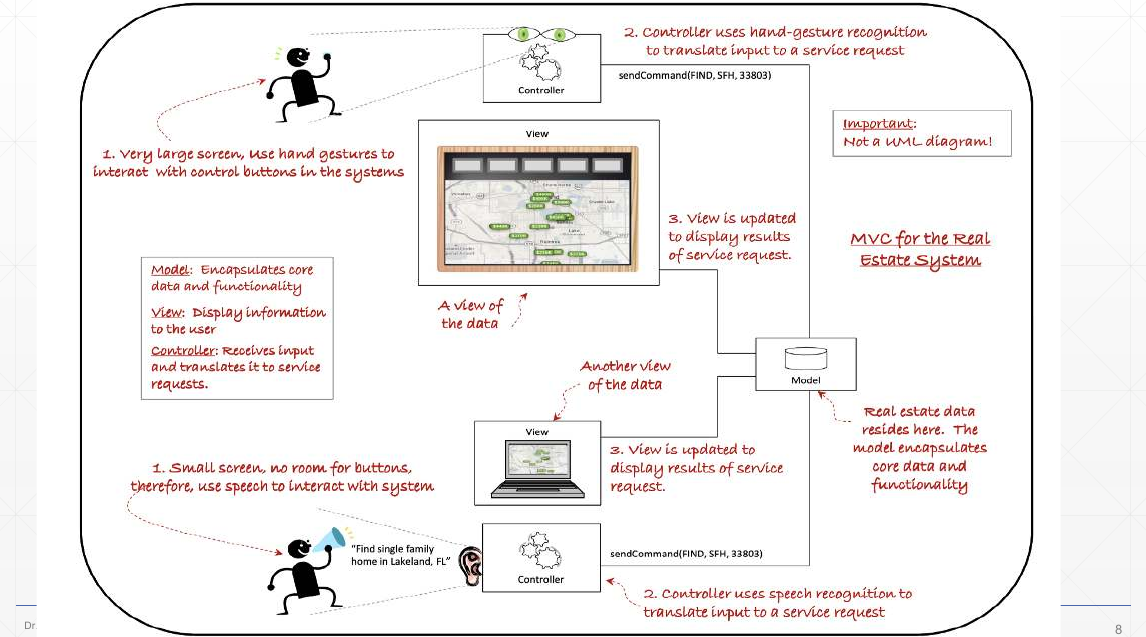 2. Controller uses hand-gesture recognition
to translate input to a service request
sendCommand(FIND, SFH, 33803)
Controller
Important:
Not a UML diagram!
View
1. Very large screen, Use hand gestures to
interact with control buttons in the systems
3. View is updated
to display results
of service request.
MVC for the Real
Estate System
Model: Encapsulates core
data and functionality
View: Display information
to the user
Controller: Receives input
and translates it to service
requests.
A view of
the data
Another view
of the data
Model
Real estate data
resides here. The
model encapsulates
core data and
functionality
View
3. View is updated to
display results of service
request.
1. Small screen, no room for buttons,
therefore, use speech to interact with system
"Find single family
home in Lakeland, FL"
sendCommand(FIND, SFH, 33803)
Controller
2. Controller uses speech recognition to
translate input to a service request
Dr.
8